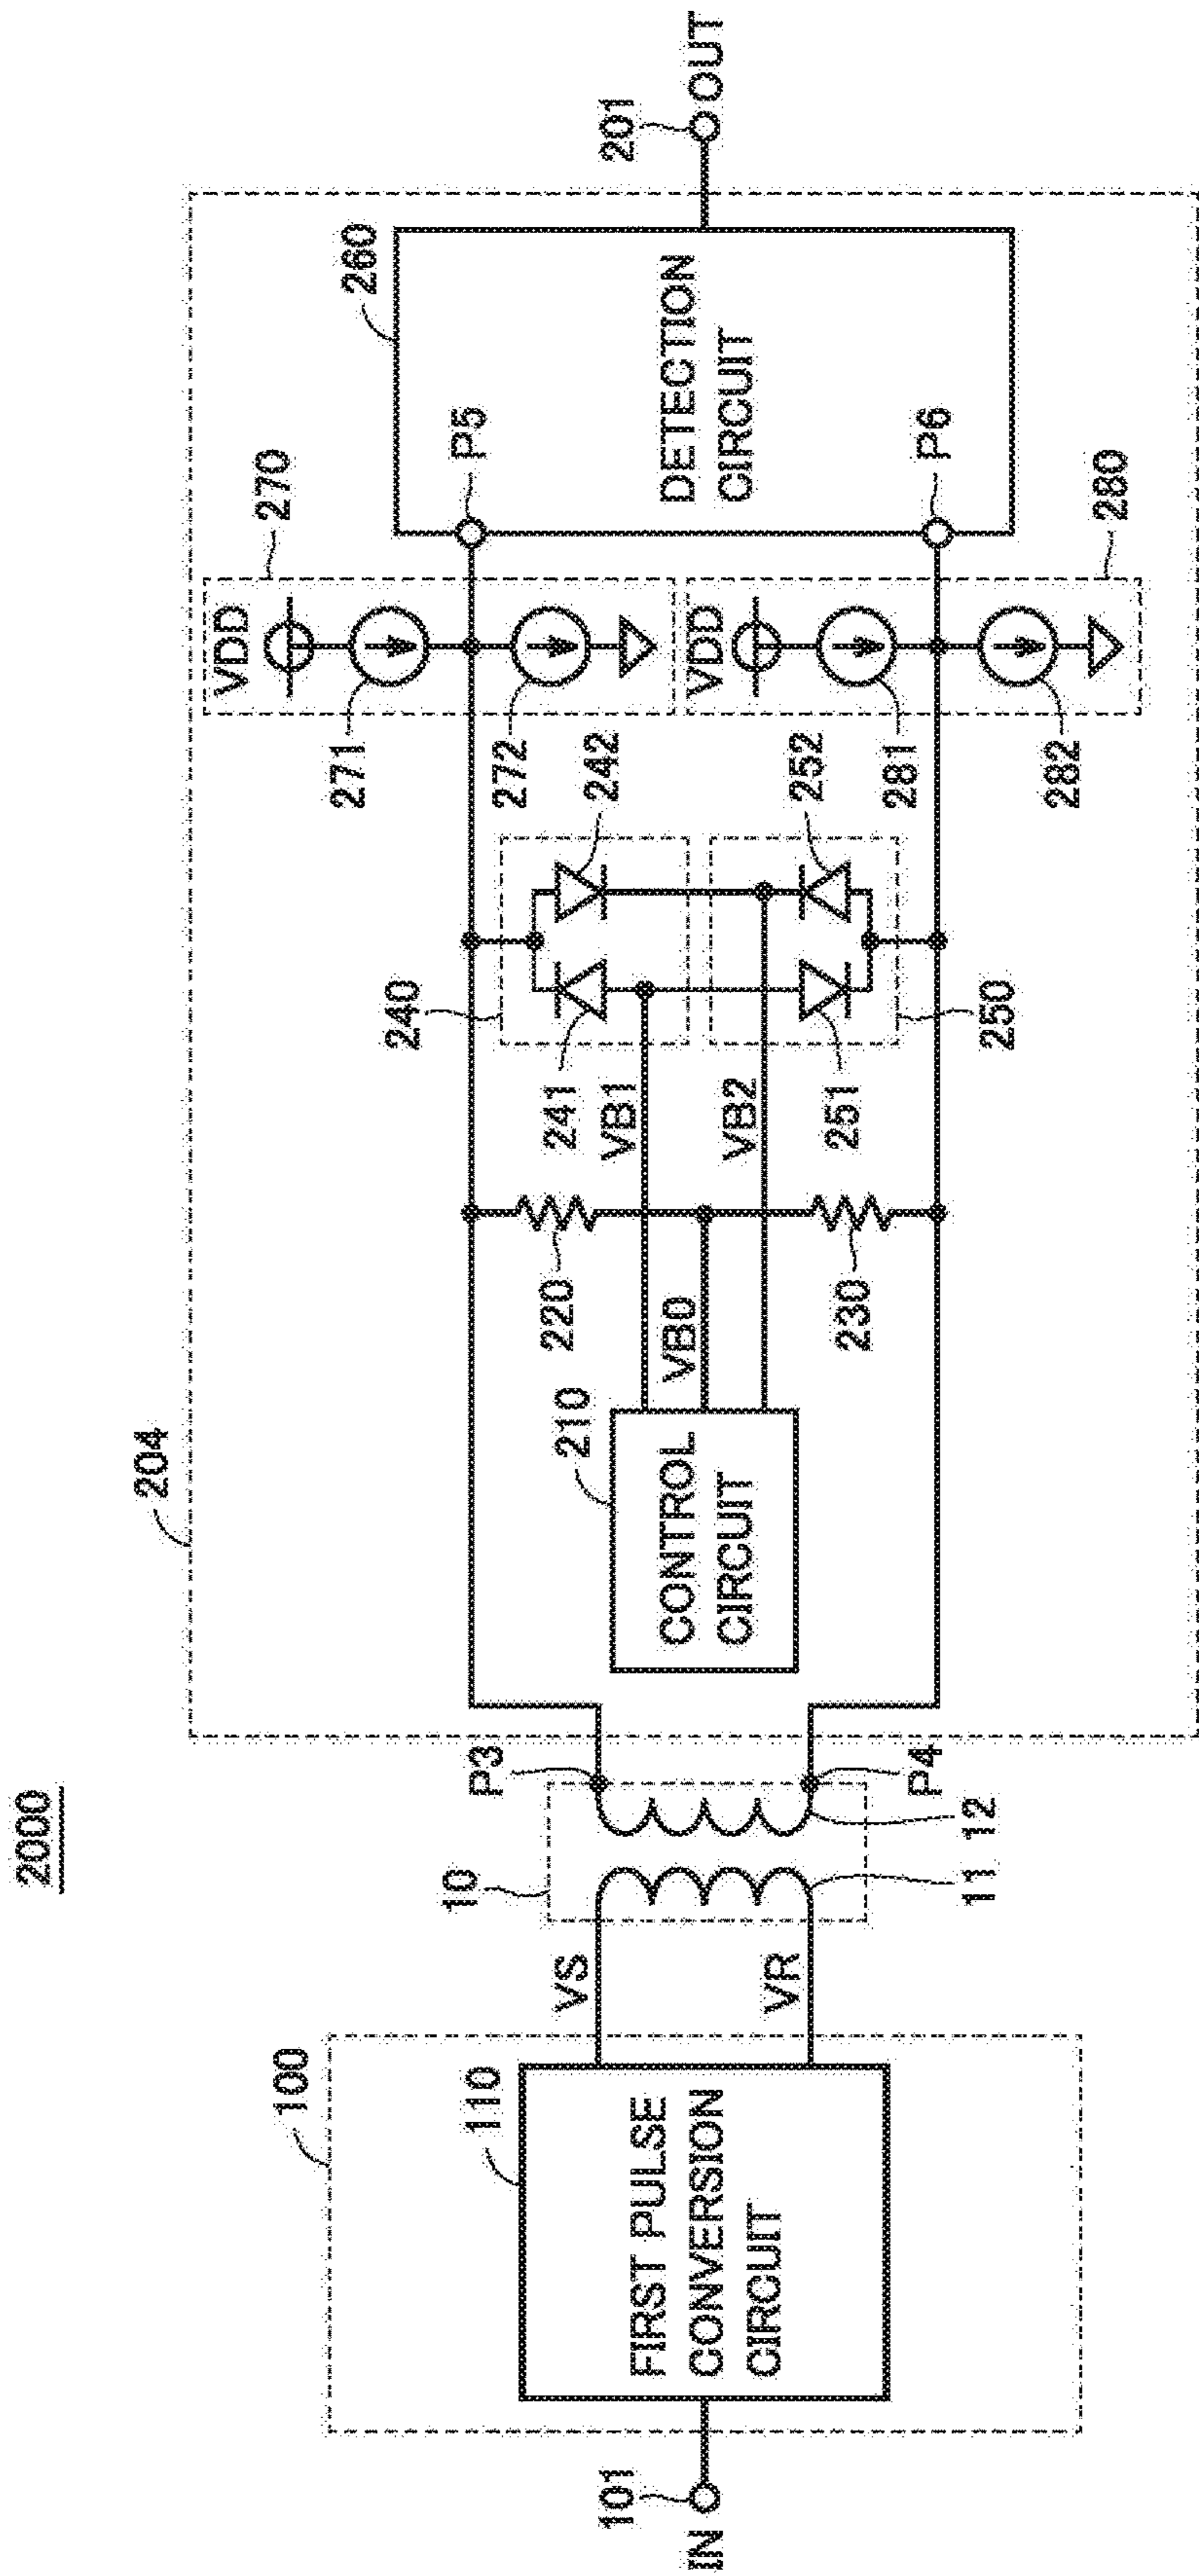 2000
IN
101
100
110
FIRST PULSE
CONVERSION
CIRCUIT
VS
VR
10
11
12
P3
P4
204
210
CONTROL
CIRCUIT
VB0
VB1
VB2
220
230
240
241
242
250
251
252
270
VDD
271
272
280
VDD
281
282
P5
P6
260
DETECTION
CIRCUIT
201
OUT